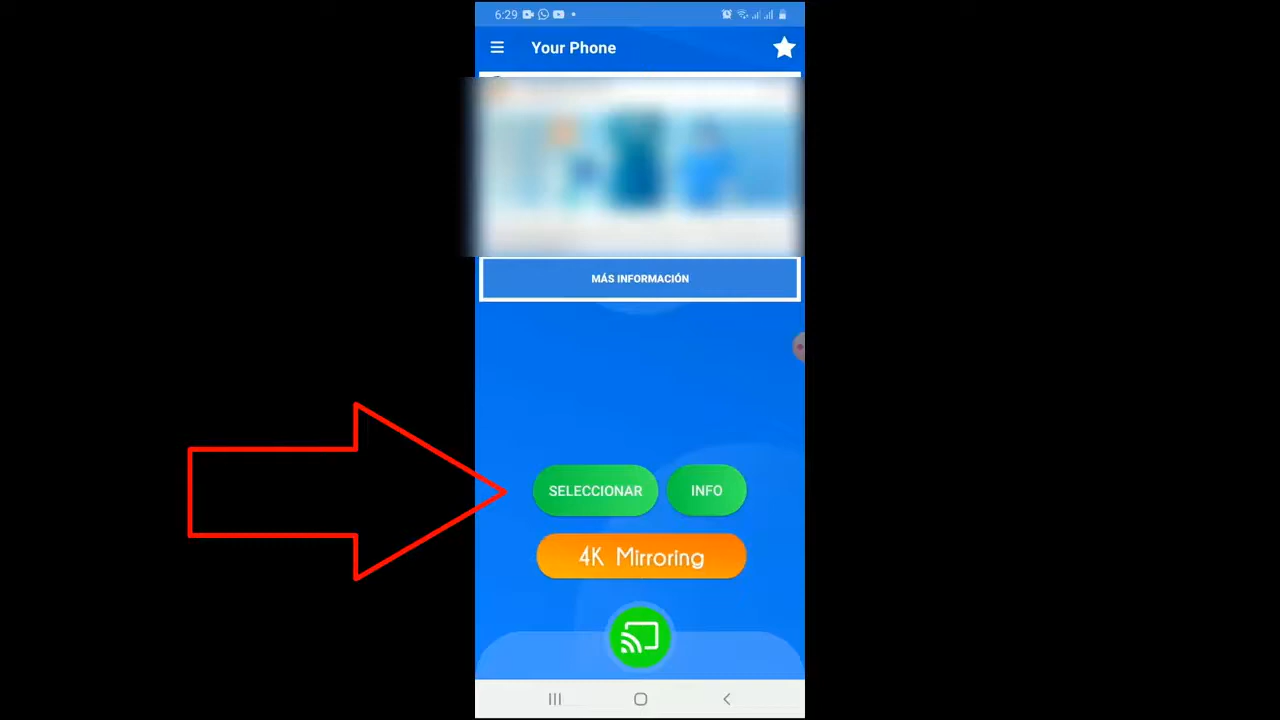 6:29
Your Phone
MÁS INFORMACIÓN
SELECCIONAR
INFO
4K Mirroring